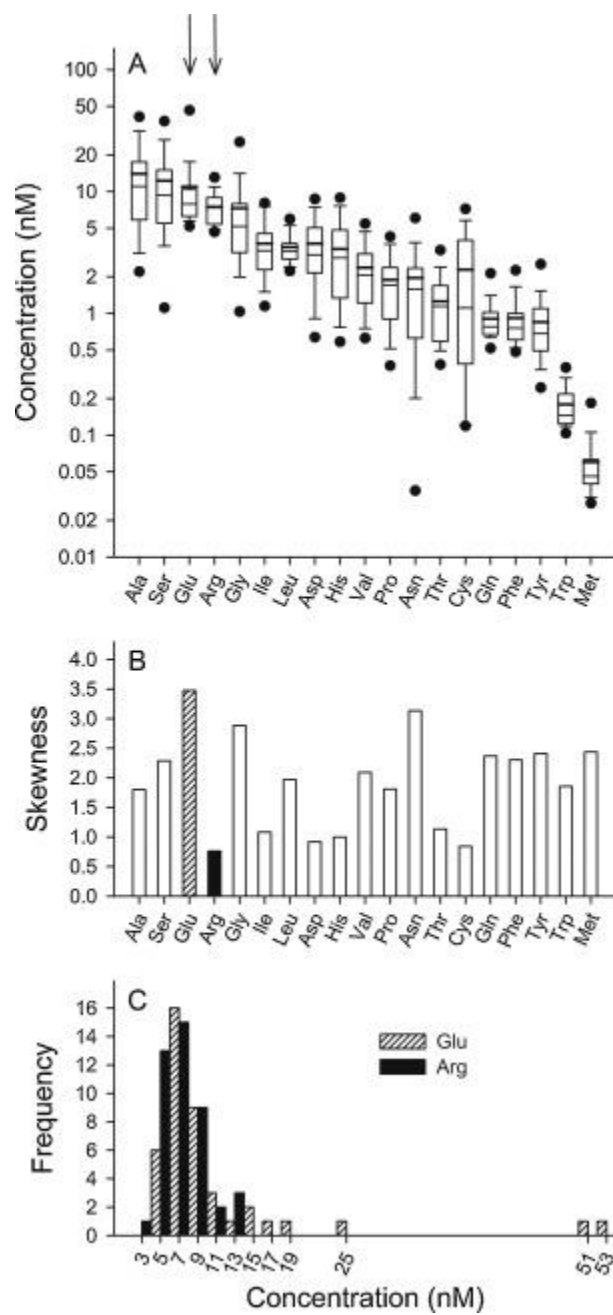 A
100
50
20
10
5
2
1
0.5
0.2
0.1
0.05
0.02
0.01
Concentration (nM)
Ala Ser Glu Arg Gly Ile Leu Asp His Val Pro Asn Thr Cys Gln Phe Tyr Trp Met
B
4.0
3.5
3.0
2.5
2.0
1.5
1.0
0.5
0.0
Skewness
Ala Ser Glu Arg Gly Ile Leu Asp His Val Pro Asn Thr Cys Gln Phe Tyr Trp Met
C
16
14
12
10
8
6
4
2
0
Frequency
Glu
Arg
3 5 7 9 11 13 15 17 19 25 51 53
Concentration (nM)